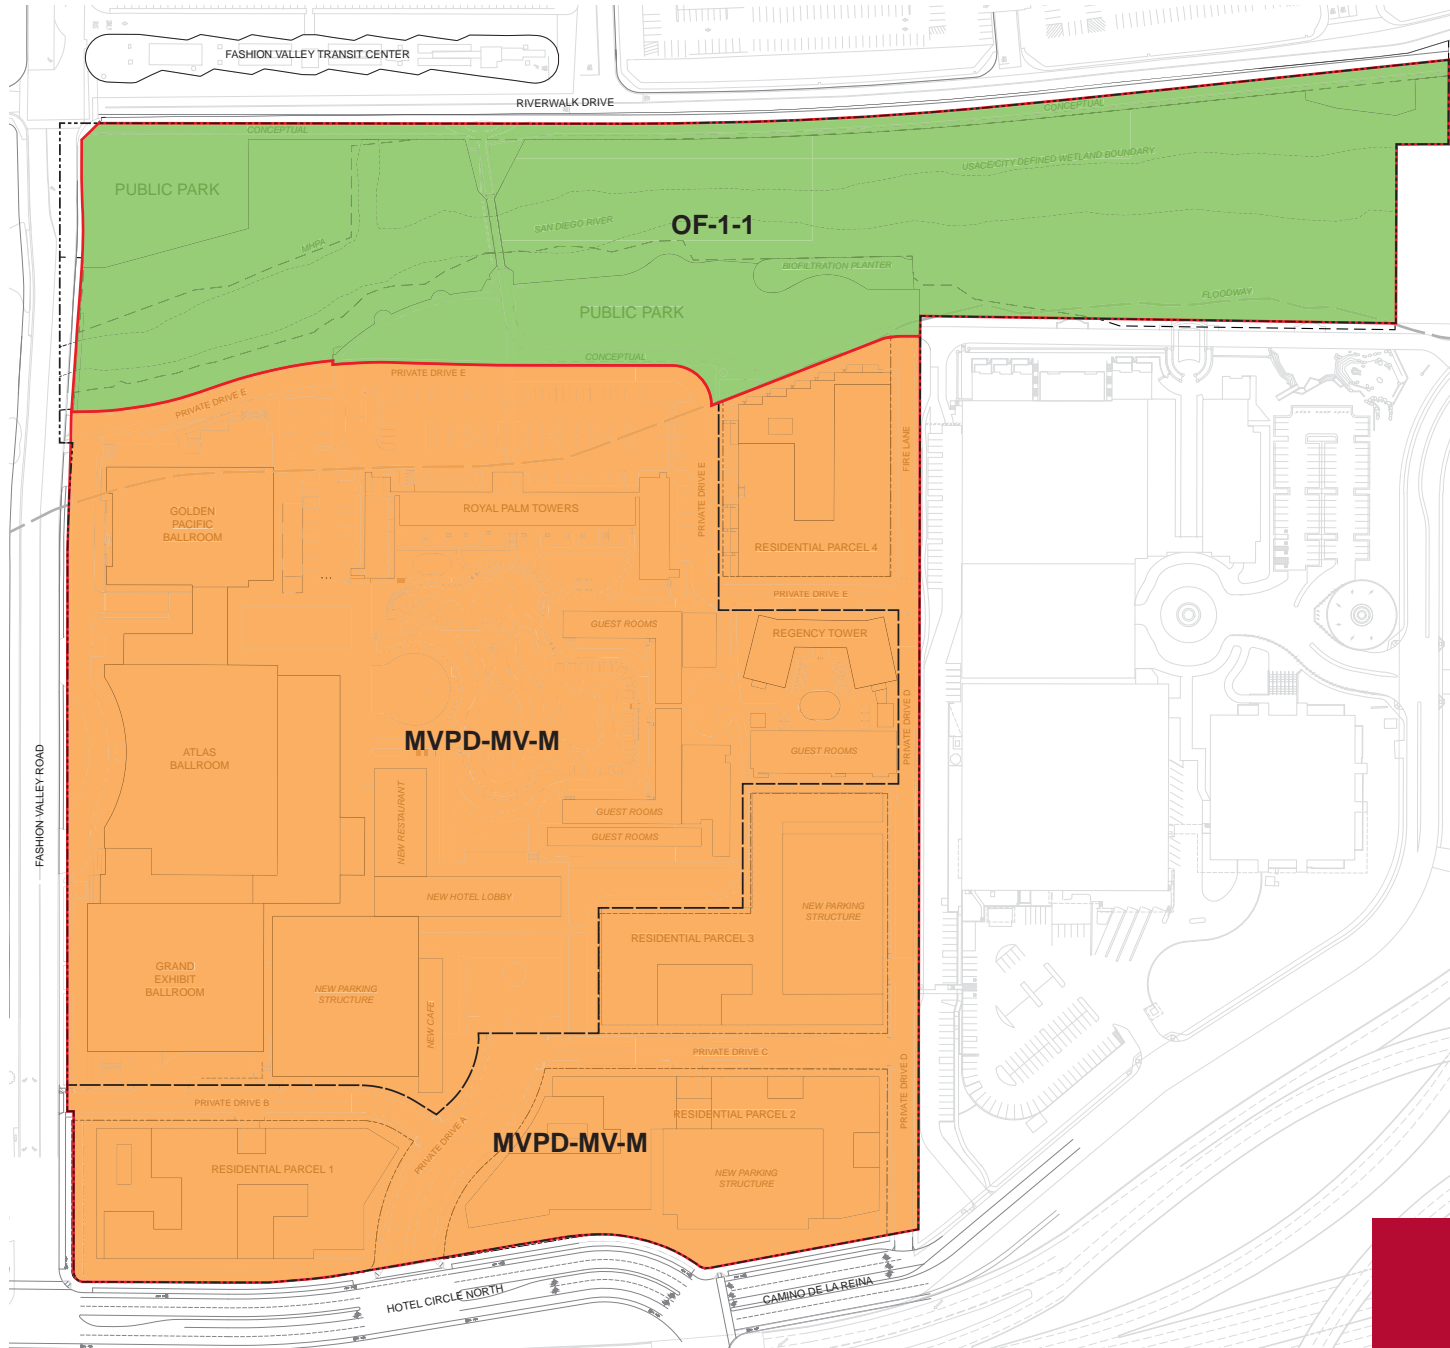 FASHION VALLEY TRANSIT CENTER
RIVERWALK DRIVE
CONCEPTUAL
CONCEPTUAL
USACE/CITY DEFINED WETLAND BOUNDARY
PUBLIC PARK
SAN DIEGO RIVER
OF-1-1
MHPA
BIOFILTRATION PLANTER
FLOODWAY
PUBLIC PARK
CONCEPTUAL
PRIVATE DRIVE E
PRIVATE DRIVE E
FIRE LANE
PRIVATE DRIVE E
GOLDEN
PACIFIC
BALLROOM
ROYAL PALM TOWERS
RESIDENTIAL PARCEL 4
PRIVATE DRIVE E
GUEST ROOMS
REGENCY TOWER
PRIVATE DRIVE D
MVPD-MV-M
ATLAS
BALLROOM
GUEST ROOMS
FASHION VALLEY ROAD
NEW RESTAURANT
GUEST ROOMS
GUEST ROOMS
NEW HOTEL LOBBY
NEW PARKING
STRUCTURE
RESIDENTIAL PARCEL 3
GRAND
EXHIBIT
BALLROOM
NEW PARKING
STRUCTURE
NEW CAFE
PRIVATE DRIVE C
PRIVATE DRIVE D
PRIVATE DRIVE B
RESIDENTIAL PARCEL 2
PRIVATE DRIVE A
MVPD-MV-M
RESIDENTIAL PARCEL 1
NEW PARKING
STRUCTURE
HOTEL CIRCLE NORTH
CAMINO DE LA REINA